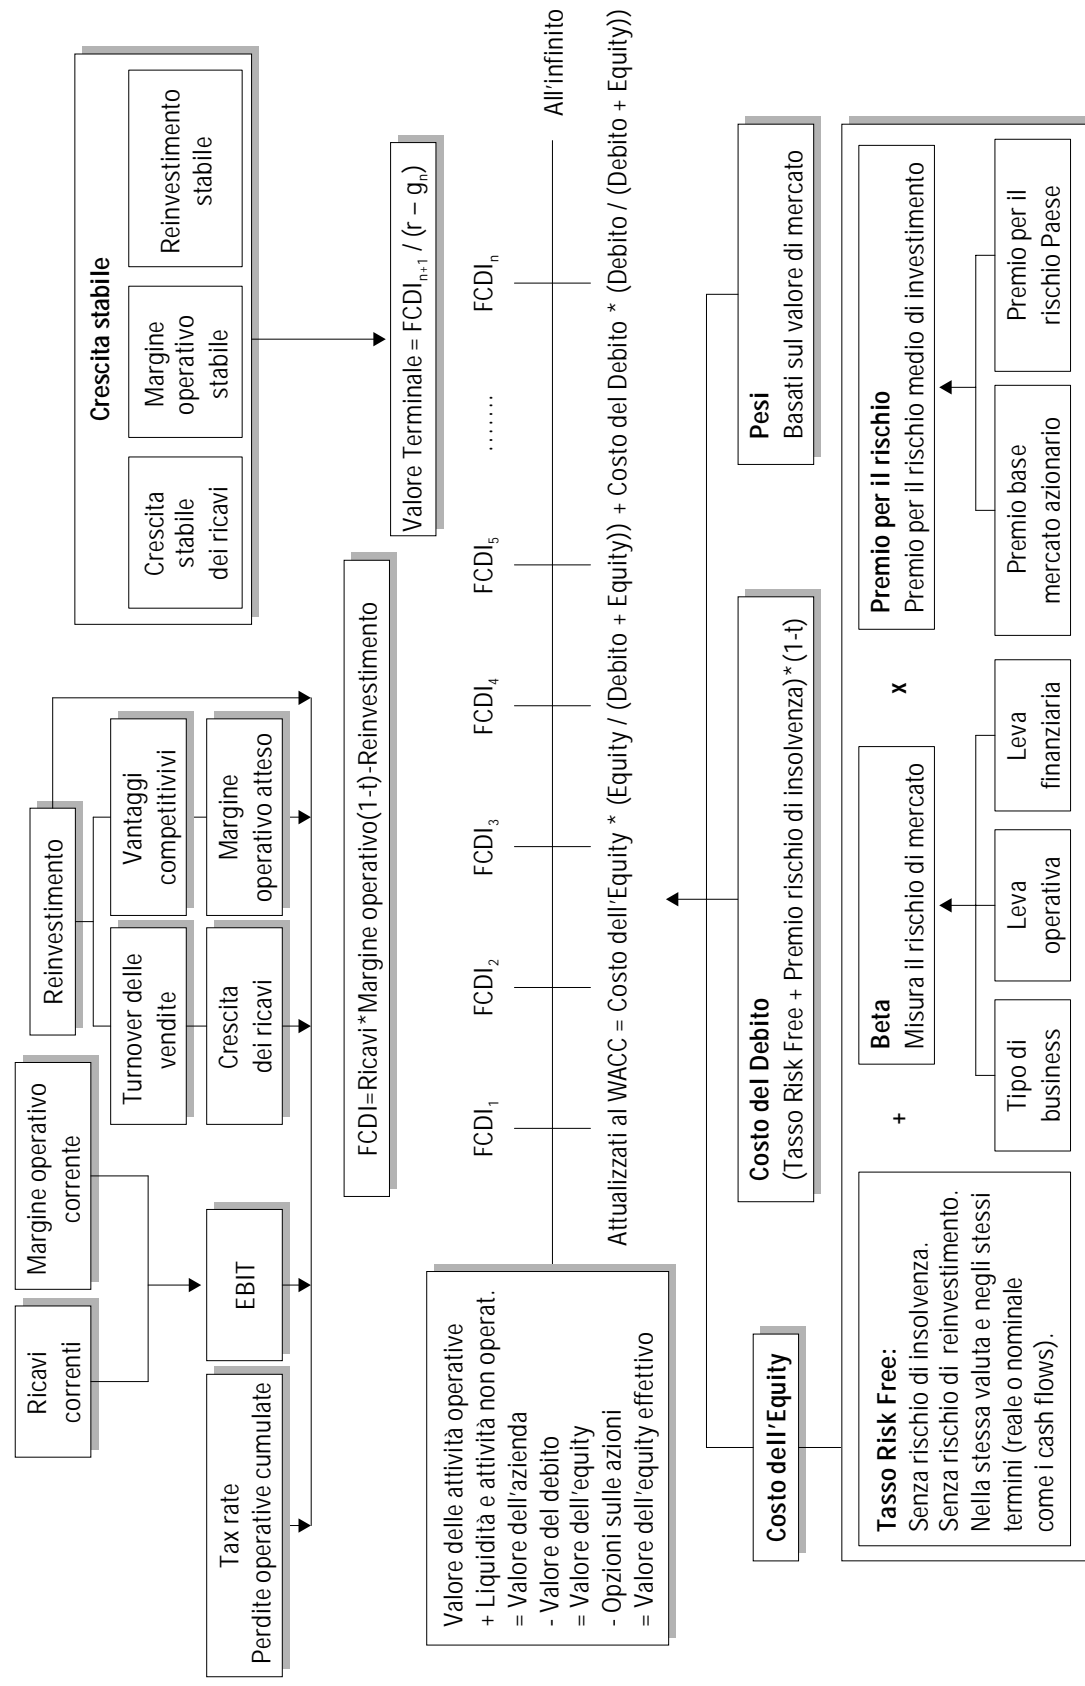 Ricavi
correnti
Margine operativo
corrente
Reinvestimento
Tax rate
Perdite operative cumulate
EBIT
Turnover delle
vendite
Vantaggi
competitivivi
Crescita
dei ricavi
Margine
operativo atteso
Crescita stabile
Crescita
stabile
dei ricavi
Margine
operativo
stabile
Reinvestimento
stabile
FCDI=Ricavi*Margine operativo(1-t)-Reinvestimento
Valore Terminale = FCDIₙ₊₁ / (r – gₙ)
Valore delle attività operative
+ Liquidità e attività non operat.
= Valore dell'azienda
- Valore del debito
= Valore dell'equity
- Opzioni sulle azioni
= Valore dell'equity effettivo
FCDI₁
FCDI₂
FCDI₃
FCDI₄
FCDI₅
........
FCDIₙ
All'infinito
Attualizzati al WACC = Costo dell'Equity * (Equity / (Debito + Equity)) + Costo del Debito * (Debito / (Debito + Equity))
Costo dell'Equity
Costo del Debito
(Tasso Risk Free + Premio rischio di insolvenza)*(1-t)
Pesi
Basati sul valore di mercato
Tasso Risk Free:
Senza rischio di insolvenza.
Senza rischio di reinvestimento.
Nella stessa valuta e negli stessi
termini (reale o nominale
come i cash flows).
+
Beta
Misura il rischio di mercato
x
Premio per il rischio
Premio per il rischio medio di investimento
Tipo di
business
Leva
operativa
Leva
finanziaria
Premio base
mercato azionario
Premio per il
rischio Paese